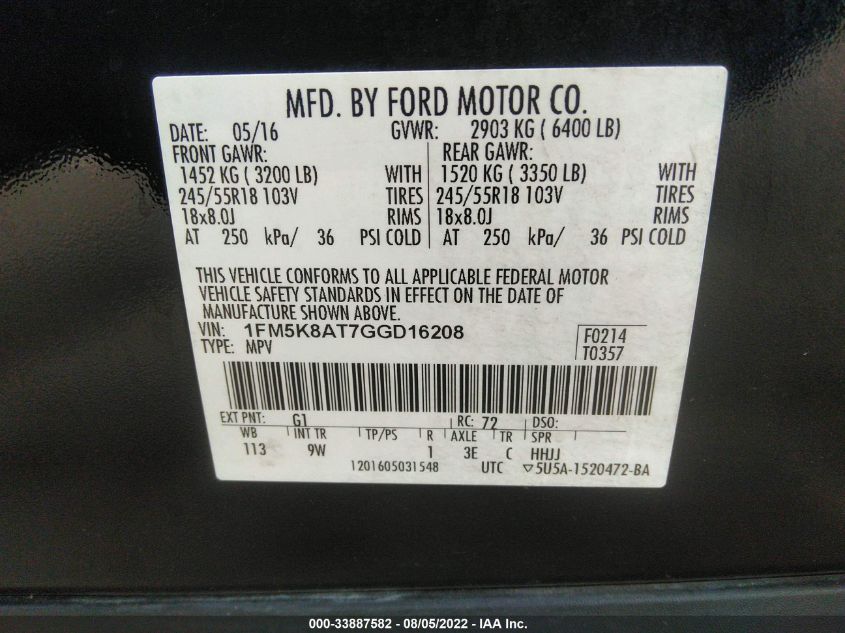 MFD. BY FORD MOTOR CO.
DATE: 05/16 GVWR: 2903 KG ( 6400 LB)
FRONT GAWR: REAR GAWR:
1452 KG ( 3200 LB) WITH 1520 KG ( 3350 LB) WITH
245/55R18 103V TIRES 245/55R18 103V TIRES
18x8.0J RIMS 18x8.0J RIMS
AT 250 kPa/ 36 PSI COLD AT 250 kPa/ 36 PSI COLD
THIS VEHICLE CONFORMS TO ALL APPLICABLE FEDERAL MOTOR
VEHICLE SAFETY STANDARDS IN EFFECT ON THE DATE OF
MANUFACTURE SHOWN ABOVE.
VIN: 1FM5K8AT7GGD16208 F0214
TYPE: MPV T0357
EXT PNT: G1 RC: 72 DSO:
WB INT TR TP/PS R AXLE TR SPR
113 9W 1 3E C HHJJ
1201605031548 UTC ▽5U5A-1520472-BA
000-33887582 - 08/05/2022 - IAA Inc.